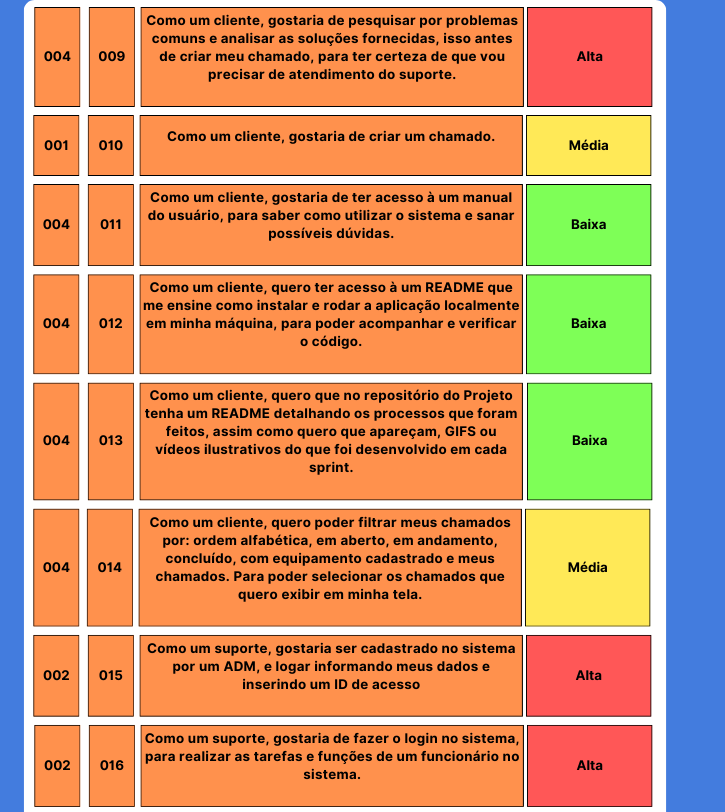 004
009
Como um cliente, gostaria de pesquisar por problemas
comuns e analisar as soluções fornecidas, isso antes
de criar meu chamado, para ter certeza de que vou
precisar de atendimento do suporte.
Alta
001
010
Como um cliente, gostaria de criar um chamado.
Média
004
011
Como um cliente, gostaria de ter acesso à um manual
do usuário, para saber como utilizar o sistema e sanar
possíveis dúvidas.
Baixa
004
012
Como um cliente, quero ter acesso à um README que
me ensine como instalar e rodar a aplicação localmente
em minha máquina, para poder acompanhar e verificar
o código.
Baixa
004
013
Como um cliente, quero que no repositório do Projeto
tenha um README detalhando os processos que foram
feitos, assim como quero que apareçam, GIFS ou
vídeos ilustrativos do que foi desenvolvido em cada
sprint.
Baixa
004
014
Como um cliente, quero poder filtrar meus chamados
por: ordem alfabética, em aberto, em andamento,
concluído, com equipamento cadastrado e meus
chamados. Para poder selecionar os chamados que
quero exibir em minha tela.
Média
002
015
Como um suporte, gostaria ser cadastrado no sistema
por um ADM, e logar informando meus dados e
inserindo um ID de acesso
Alta
002
016
Como um suporte, gostaria de fazer o login no sistema,
para realizar as tarefas e funções de um funcionário no
sistema.
Alta